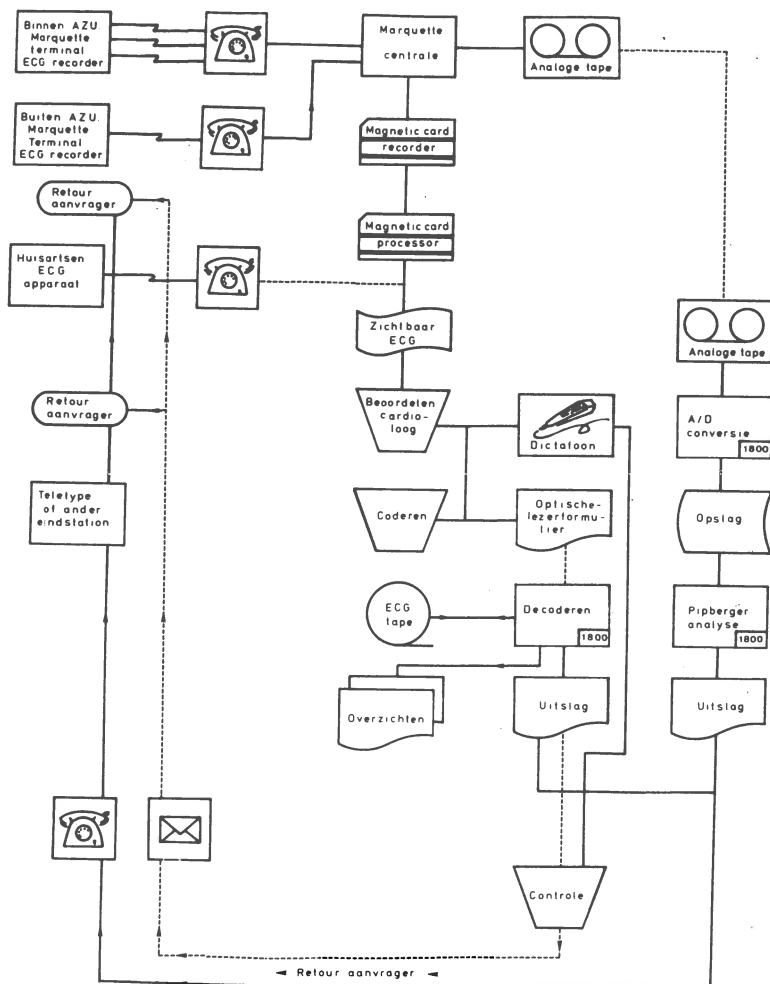 Binnen AZU.
Marquette
terminal
ECG recorder
Marquette
centrale
Analoge tape
Buiten AZU.
Marquette
Terminal
ECG recorder
Magnetic card
recorder
Retour
aanvrager
Magnetic card
processor
Huisartsen
ECG
apparaat
Zichtbaar
ECG
Analoge tape
Retour
aanvrager
Beoordelen
cardio-
loog
Dictafoon
A/D
conversie
1800
Teletype
of ander
eindstation
Coderen
Optische-
lezerformu-
lier
Opslag
ECG
tape
Decoderen
1800
Pipberger
analyse
1800
Overzichten
Uitslag
Uitslag
Controle
Retour aanvrager